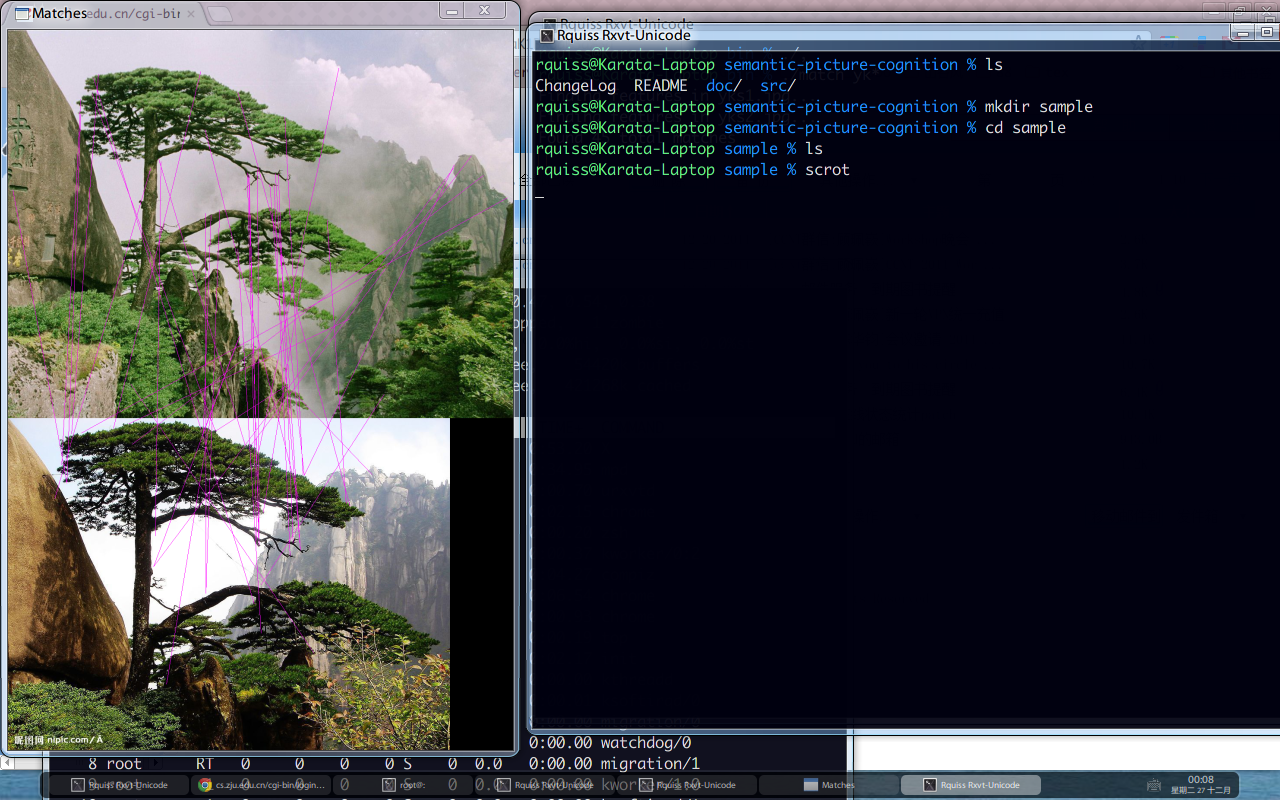 Matches
edu.cn/cgi-bin
Rquiss Rxvt-Unicode
Rquiss Rxvt-Unicode
rquiss@Karata-Laptop semantic-picture-cognition % ls
ChangeLog README doc/ src/
rquiss@Karata-Laptop semantic-picture-cognition % mkdir sample
rquiss@Karata-Laptop semantic-picture-cognition % cd sample
rquiss@Karata-Laptop sample % ls
rquiss@Karata-Laptop sample % scrot
昵图网 nipic.com/
0:00.00 watchdog/0
8 root RT 0 0 0 S 0 0.0 0:00.00 migration/1
Rquiss Rxvt-Unicode
cs.zju.edu.cn/cgi-bin/login...
root@:
Rquiss Rxvt-Unicode
Rquiss Rxvt-Unicode
Matches
Rquiss Rxvt-Unicode
00:08
星期二 27 十二月